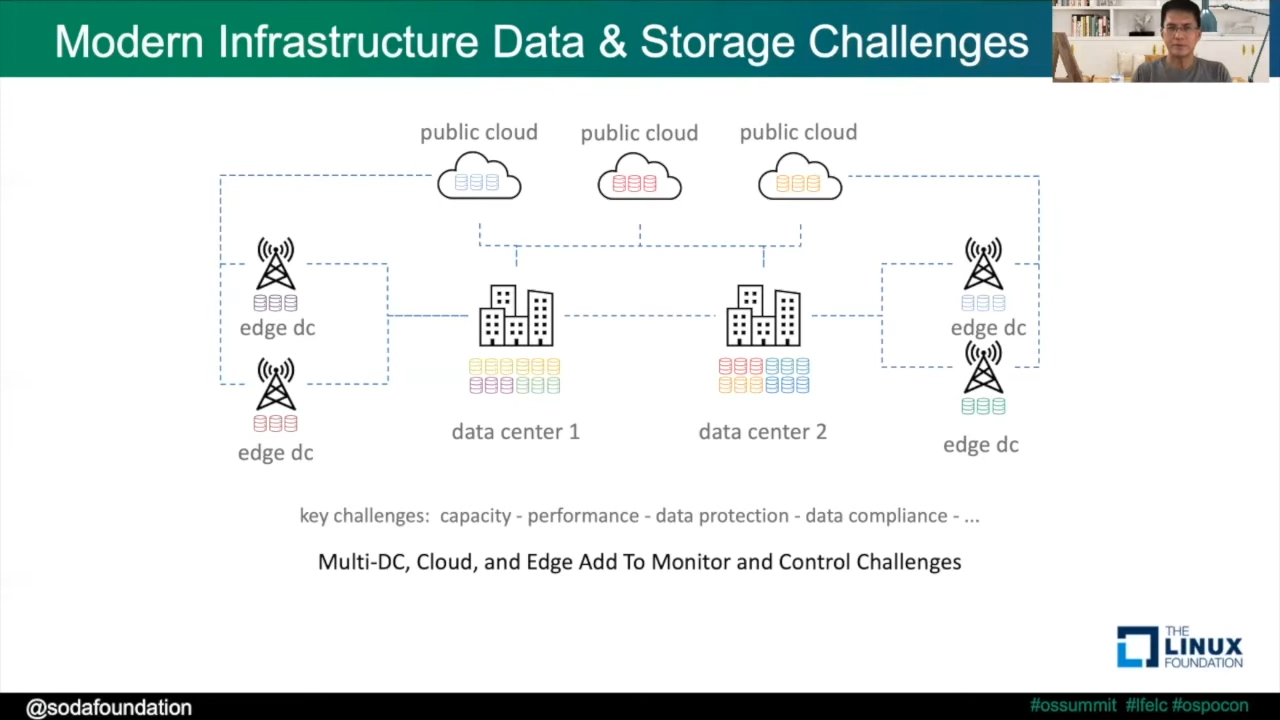 Modern Infrastructure Data & Storage Challenges
public cloud
public cloud
public cloud
edge dc
edge dc
edge dc
edge dc
data center 1
data center 2
key challenges:  capacity - performance - data protection - data compliance - ...
Multi-DC, Cloud, and Edge Add To Monitor and Control Challenges
THE
LINUX
FOUNDATION
@sodafoundation
#ossummit #lfelc #ospocon